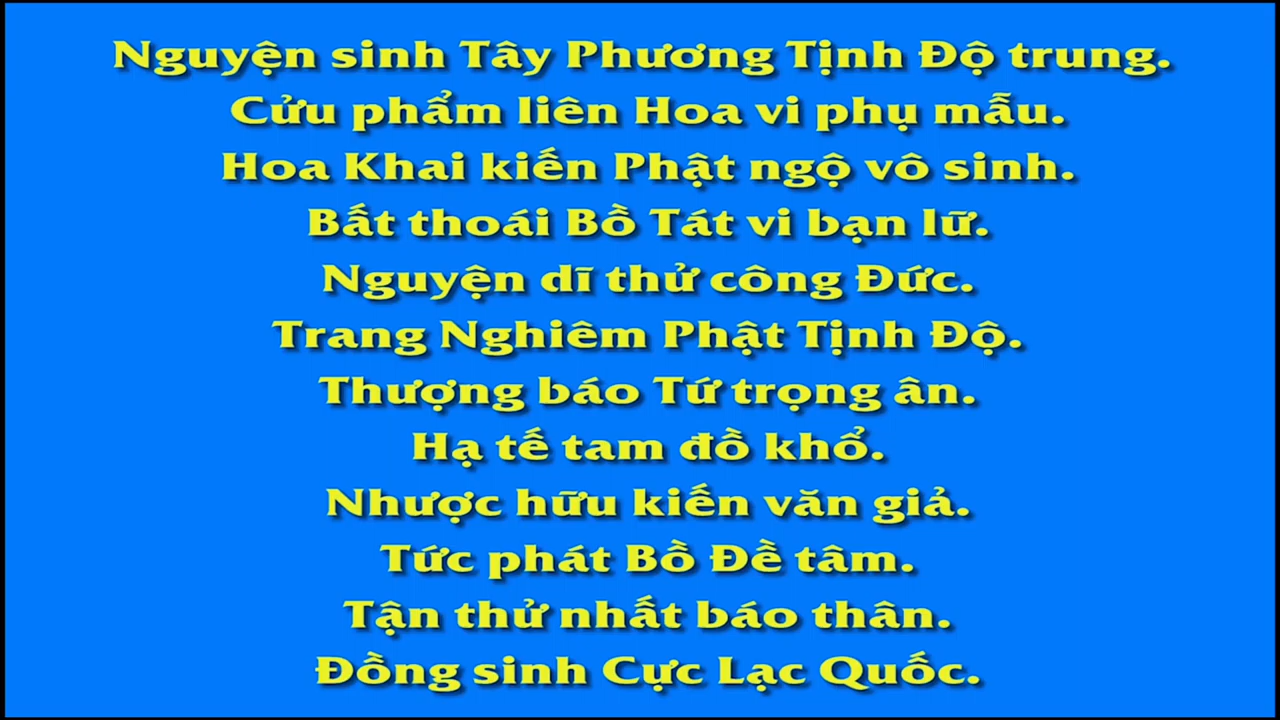 Nguyện sinh Tây Phương Tịnh Độ trung.
Cửu phẩm liên Hoa vi phụ mẫu.
Hoa Khai kiến Phật ngộ vô sinh.
Bất thoái Bồ Tát vi bạn lữ.
Nguyện dĩ thử công Đức.
Trang Nghiêm Phật Tịnh Độ.
Thượng báo Tứ trọng ân.
Hạ tế tam đồ khổ.
Nhược hữu kiến văn giả.
Tức phát Bồ Đề tâm.
Tận thử nhất báo thân.
Đồng sinh Cực Lạc Quốc.